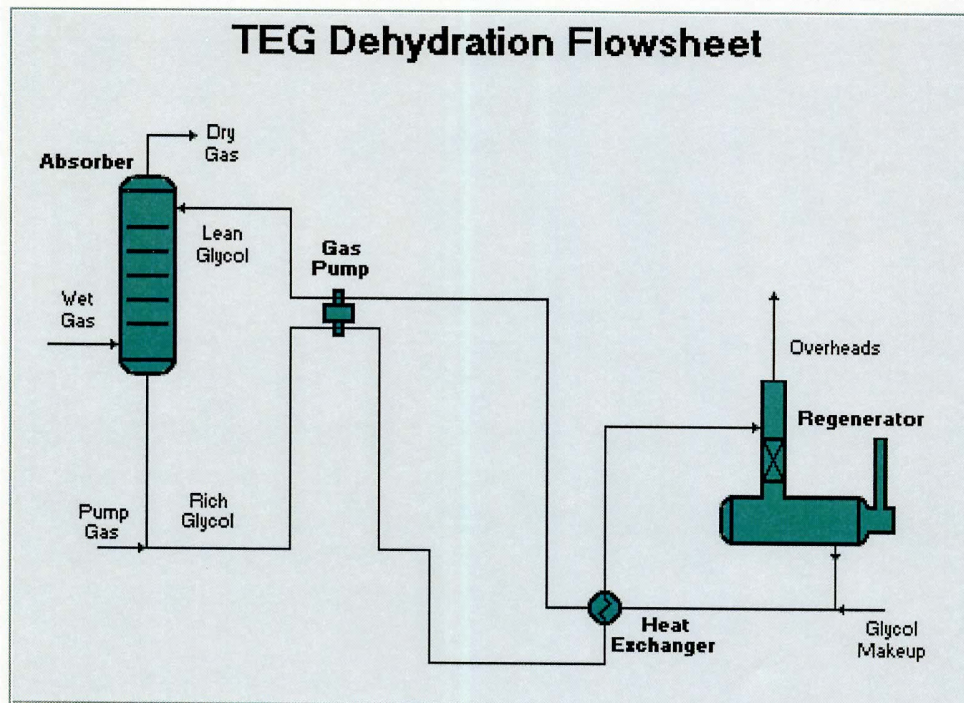 TEG Dehydration Flowsheet
Dry
Gas
Absorber
Lean
Glycol
Gas
Pump
Wet
Gas
Overheads
Regenerator
Rich
Glycol
Pump
Gas
Heat
Exchanger
Glycol
Makeup